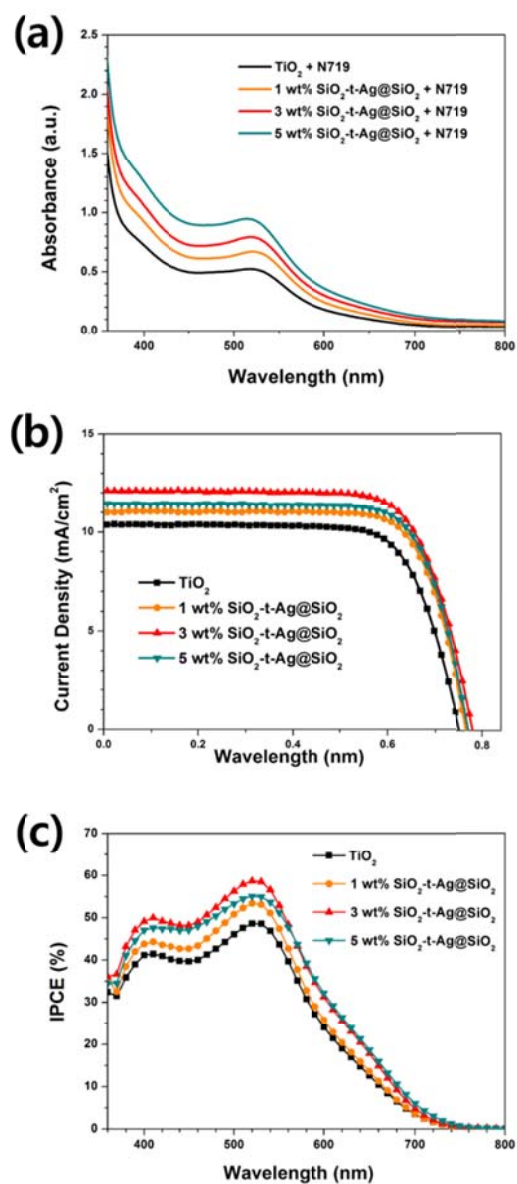 (a)
2.5
2.0
1.5
1.0
0.5
0.0
Absorbance (a.u.)
TiO₂ + N719
1 wt% SiO₂-t-Ag@SiO₂ + N719
3 wt% SiO₂-t-Ag@SiO₂ + N719
5 wt% SiO₂-t-Ag@SiO₂ + N719
400 500 600 700 800
Wavelength (nm)
(b)
15
10
5
0
Current Density (mA/cm²)
TiO₂
1 wt% SiO₂-t-Ag@SiO₂
3 wt% SiO₂-t-Ag@SiO₂
5 wt% SiO₂-t-Ag@SiO₂
0.0 0.2 0.4 0.6 0.8
Wavelength (nm)
(c)
70
60
50
40
30
20
10
0
IPCE (%)
TiO₂
1 wt% SiO₂-t-Ag@SiO₂
3 wt% SiO₂-t-Ag@SiO₂
5 wt% SiO₂-t-Ag@SiO₂
400 500 600 700 800
Wavelength (nm)